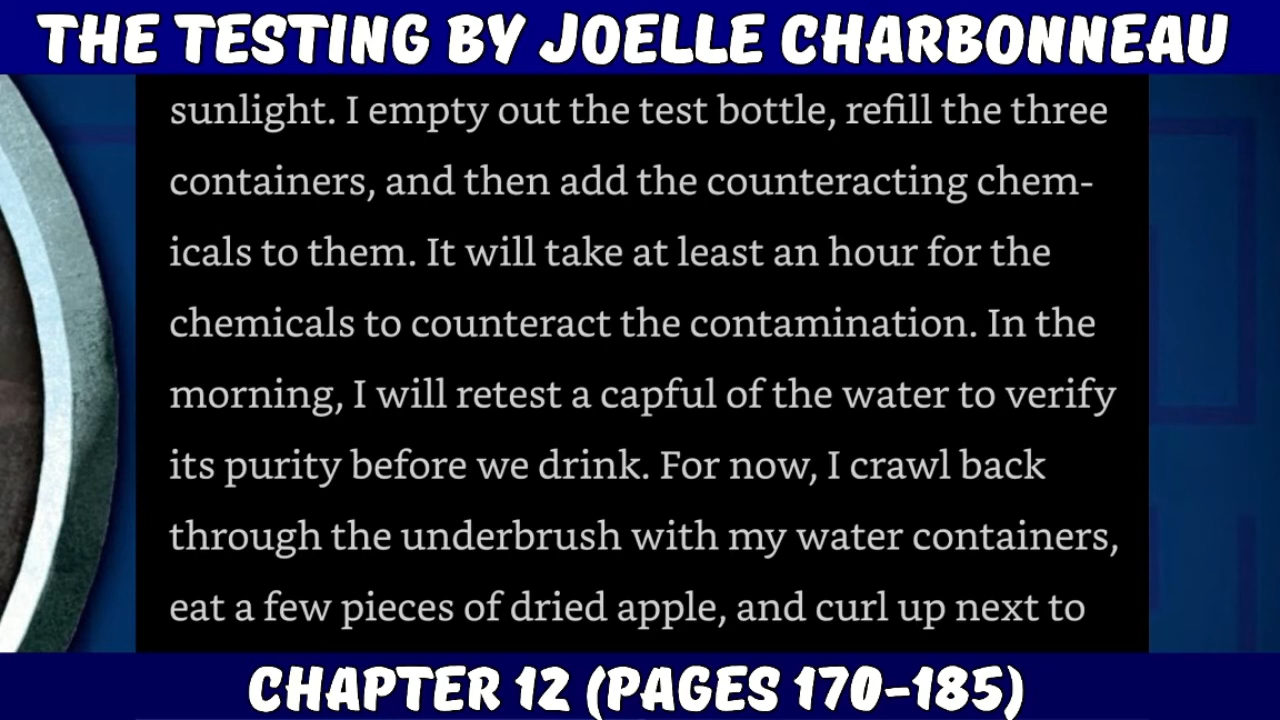 THE TESTING BY JOELLE CHARBONNEAU
sunlight. I empty out the test bottle, refill the three
containers, and then add the counteracting chem-
icals to them. It will take at least an hour for the
chemicals to counteract the contamination. In the
morning, I will retest a capful of the water to verify
its purity before we drink. For now, I crawl back
through the underbrush with my water containers,
eat a few pieces of dried apple, and curl up next to
CHAPTER 12 (PAGES 170-185)